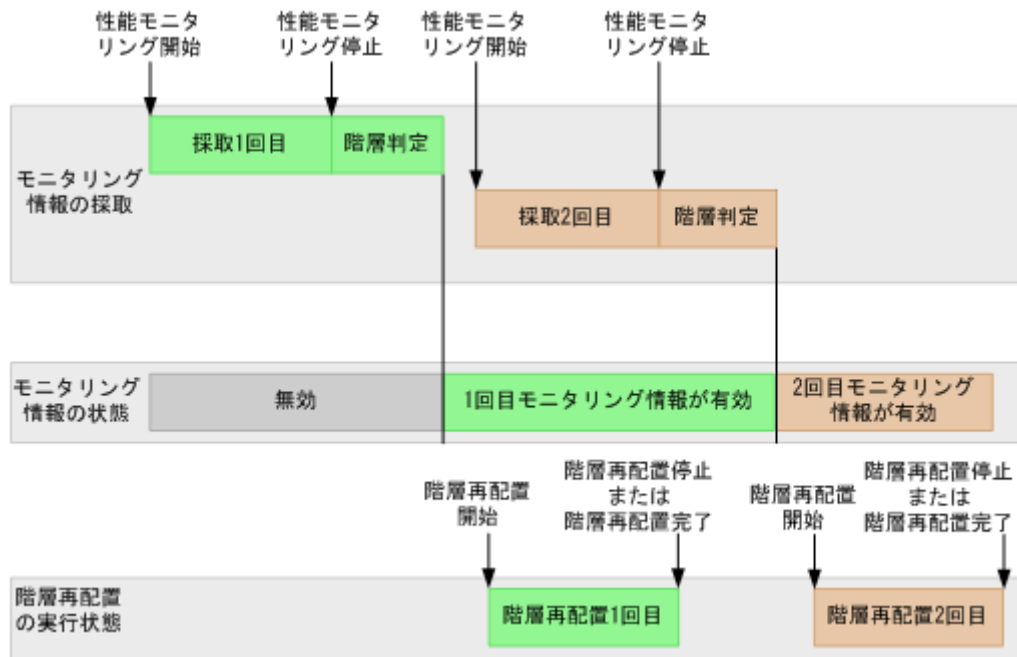 性能モニタ
リング開始
性能モニタ
リング停止
性能モニタ
リング開始
性能モニタ
リング停止
モニタリング
情報の採取
採取1回目
階層判定
採取2回目
階層判定
モニタリング
情報の状態
無効
1回目モニタリング情報が有効
2回目モニタリング
情報が有効
階層再配置
開始
階層再配置停止
または
階層再配置完了
階層再配置
開始
階層再配置停止
または
階層再配置完了
階層再配置
の実行状態
階層再配置1回目
階層再配置2回目